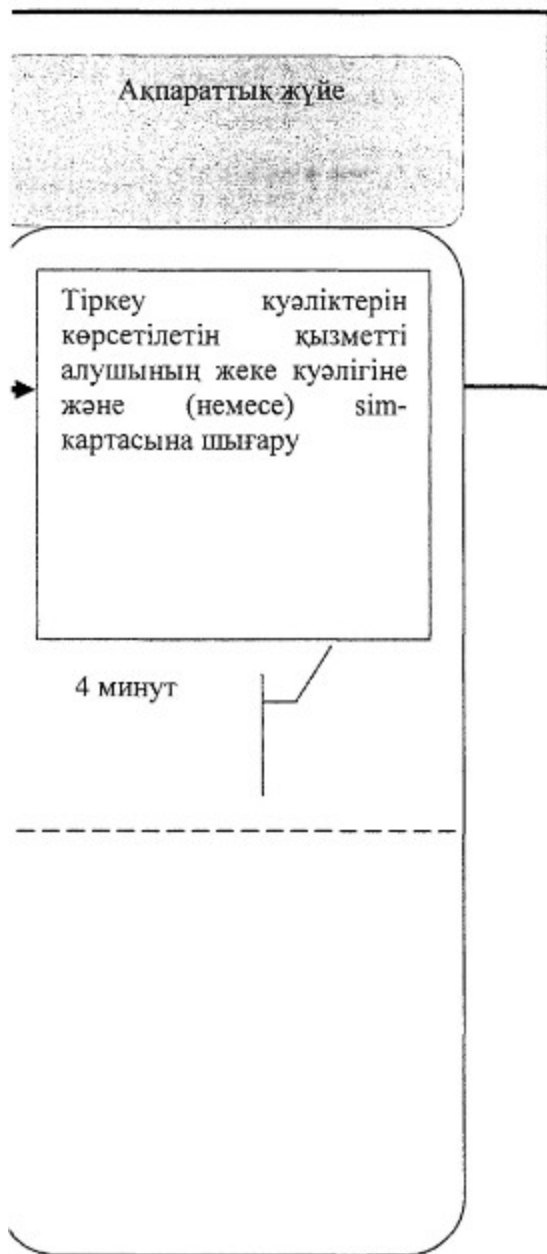 Ақпараттық жүйе
Тіркеу куәліктерін
көрсетілетін қызметті
алушының жеке куәлігіне
және (немесе) sim-
картасына шығару
4 минут